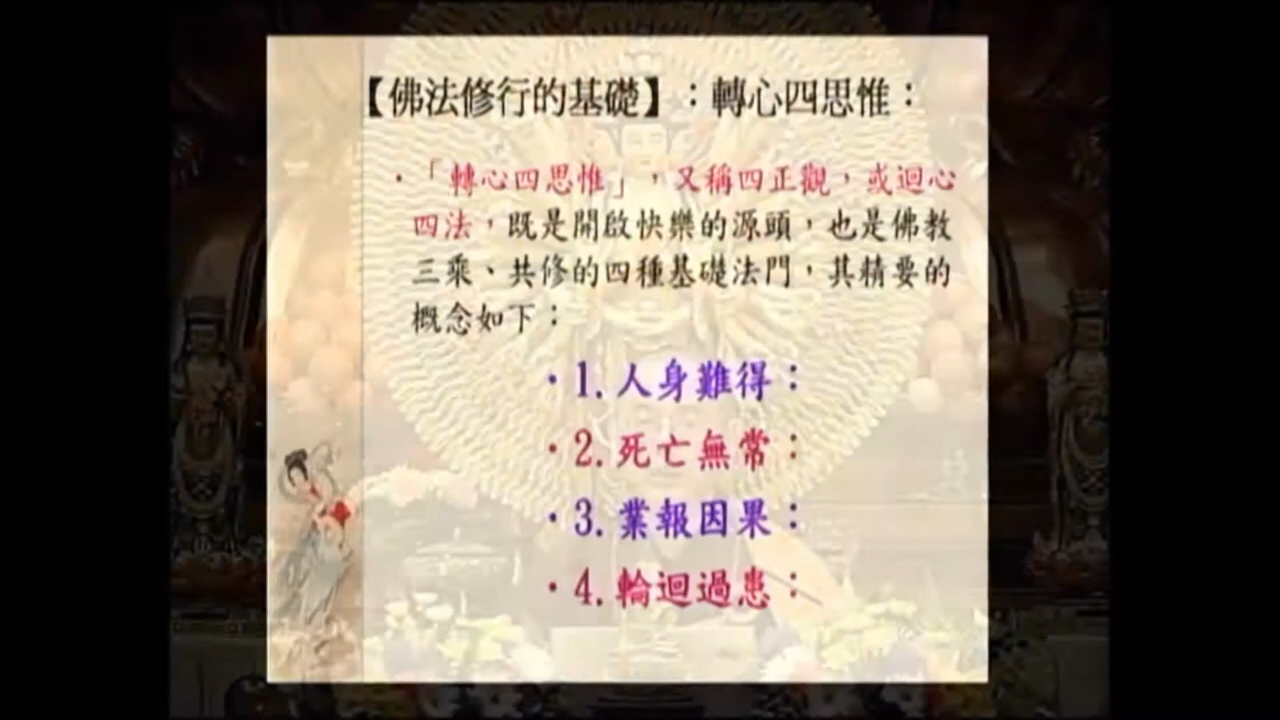 【佛法修行的基礎】：轉心四思惟：
・「轉心四思惟」，又稱四正觀，或迴心
四法，既是開啟快樂的源頭，也是佛教
三乘、共修的四種基礎法門，其精要的
概念如下：
・1.人身難得：
・2.死亡無常：
・3.業報因果：
・4.輪迴過患：